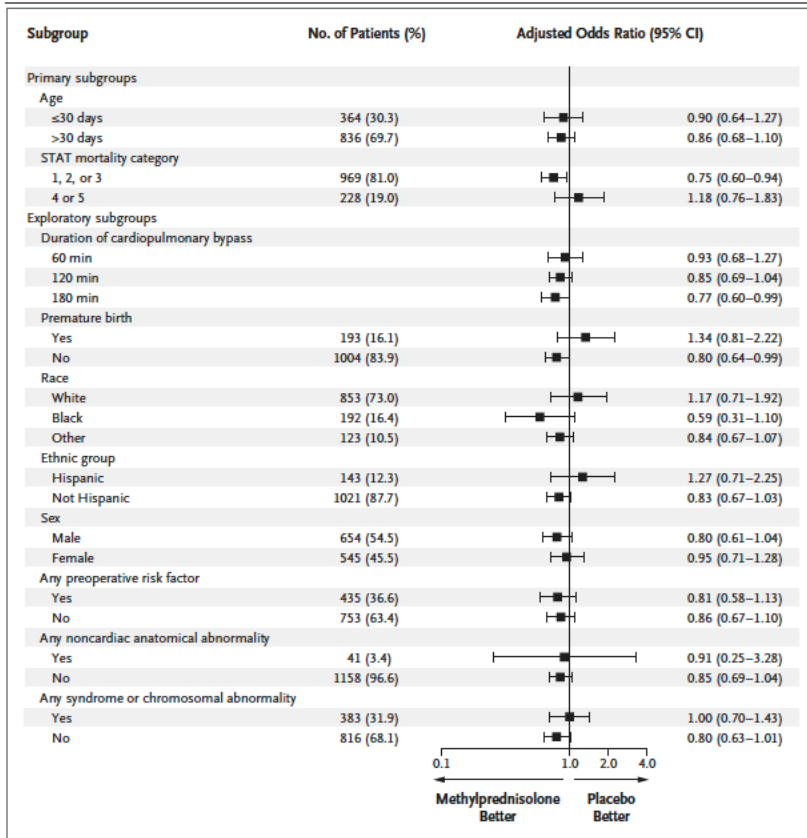 Subgroup No. of Patients (%) Adjusted Odds Ratio (95% CI)
Primary subgroups
Age
≤30 days 364 (30.3) 0.90 (0.64–1.27)
>30 days 836 (69.7) 0.86 (0.68–1.10)
STAT mortality category
1, 2, or 3 969 (81.0) 0.75 (0.60–0.94)
4 or 5 228 (19.0) 1.18 (0.76–1.83)
Exploratory subgroups
Duration of cardiopulmonary bypass
60 min 0.93 (0.68–1.27)
120 min 0.85 (0.69–1.04)
180 min 0.77 (0.60–0.99)
Premature birth
Yes 193 (16.1) 1.34 (0.81–2.22)
No 1004 (83.9) 0.80 (0.64–0.99)
Race
White 853 (73.0) 1.17 (0.71–1.92)
Black 192 (16.4) 0.59 (0.31–1.10)
Other 123 (10.5) 0.84 (0.67–1.07)
Ethnic group
Hispanic 143 (12.3) 1.27 (0.71–2.25)
Not Hispanic 1021 (87.7) 0.83 (0.67–1.03)
Sex
Male 654 (54.5) 0.80 (0.61–1.04)
Female 545 (45.5) 0.95 (0.71–1.28)
Any preoperative risk factor
Yes 435 (36.6) 0.81 (0.58–1.13)
No 753 (63.4) 0.86 (0.67–1.10)
Any noncardiac anatomical abnormality
Yes 41 (3.4) 0.91 (0.25–3.28)
No 1158 (96.6) 0.85 (0.69–1.04)
Any syndrome or chromosomal abnormality
Yes 383 (31.9) 1.00 (0.70–1.43)
No 816 (68.1) 0.80 (0.63–1.01)
0.1 1.0 2.0 4.0
Methylprednisolone Placebo
Better Better